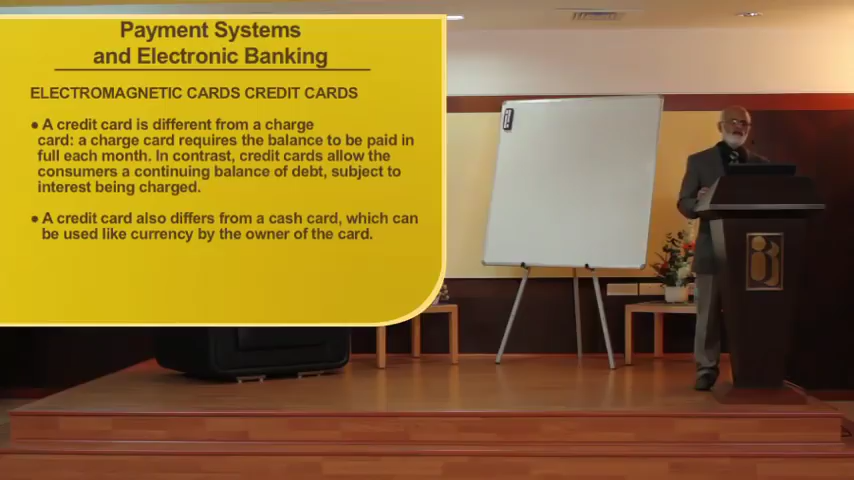 Payment Systems
and Electronic Banking
ELECTROMAGNETIC CARDS CREDIT CARDS
● A credit card is different from a charge
card: a charge card requires the balance to be paid in
full each month. In contrast, credit cards allow the
consumers a continuing balance of debt, subject to
interest being charged.
● A credit card also differs from a cash card, which can
be used like currency by the owner of the card.